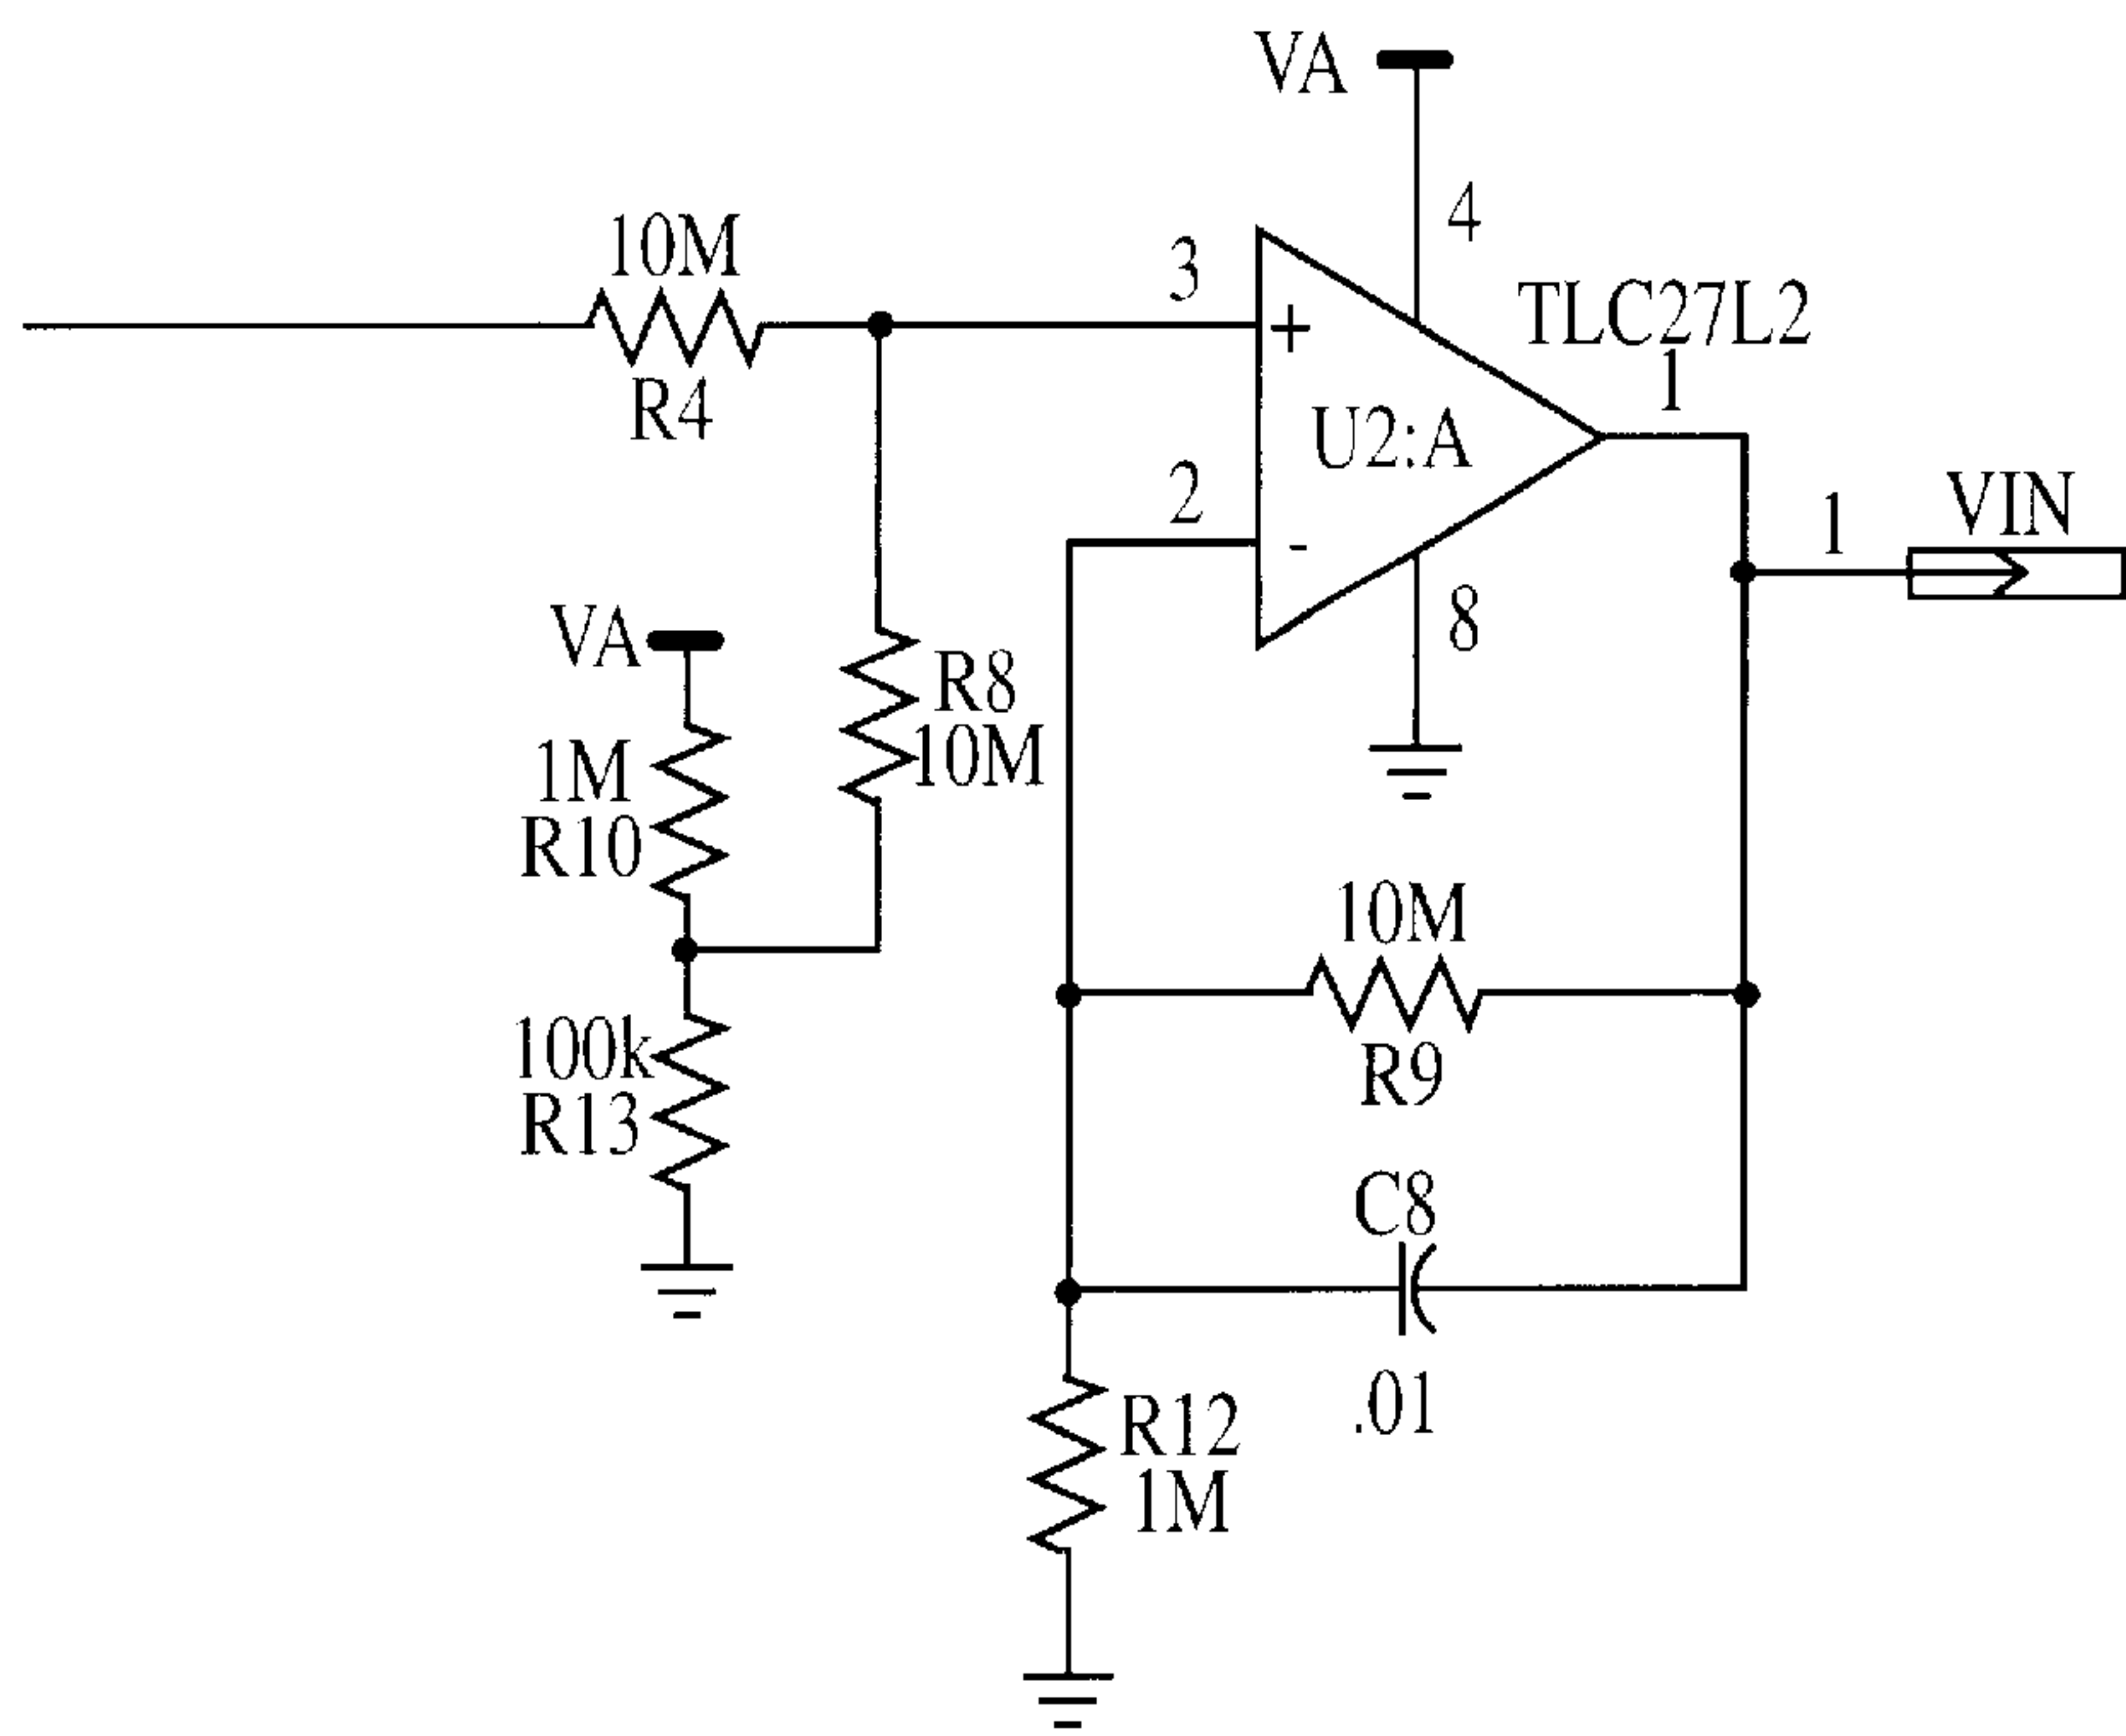 VA
4
10M
R4
3
+
TLC27L2
1
U2:A
2
-
8
1
VIN
VA
R8
10M
1M
R10
10M
R9
100k
R13
C8
.01
R12
1M